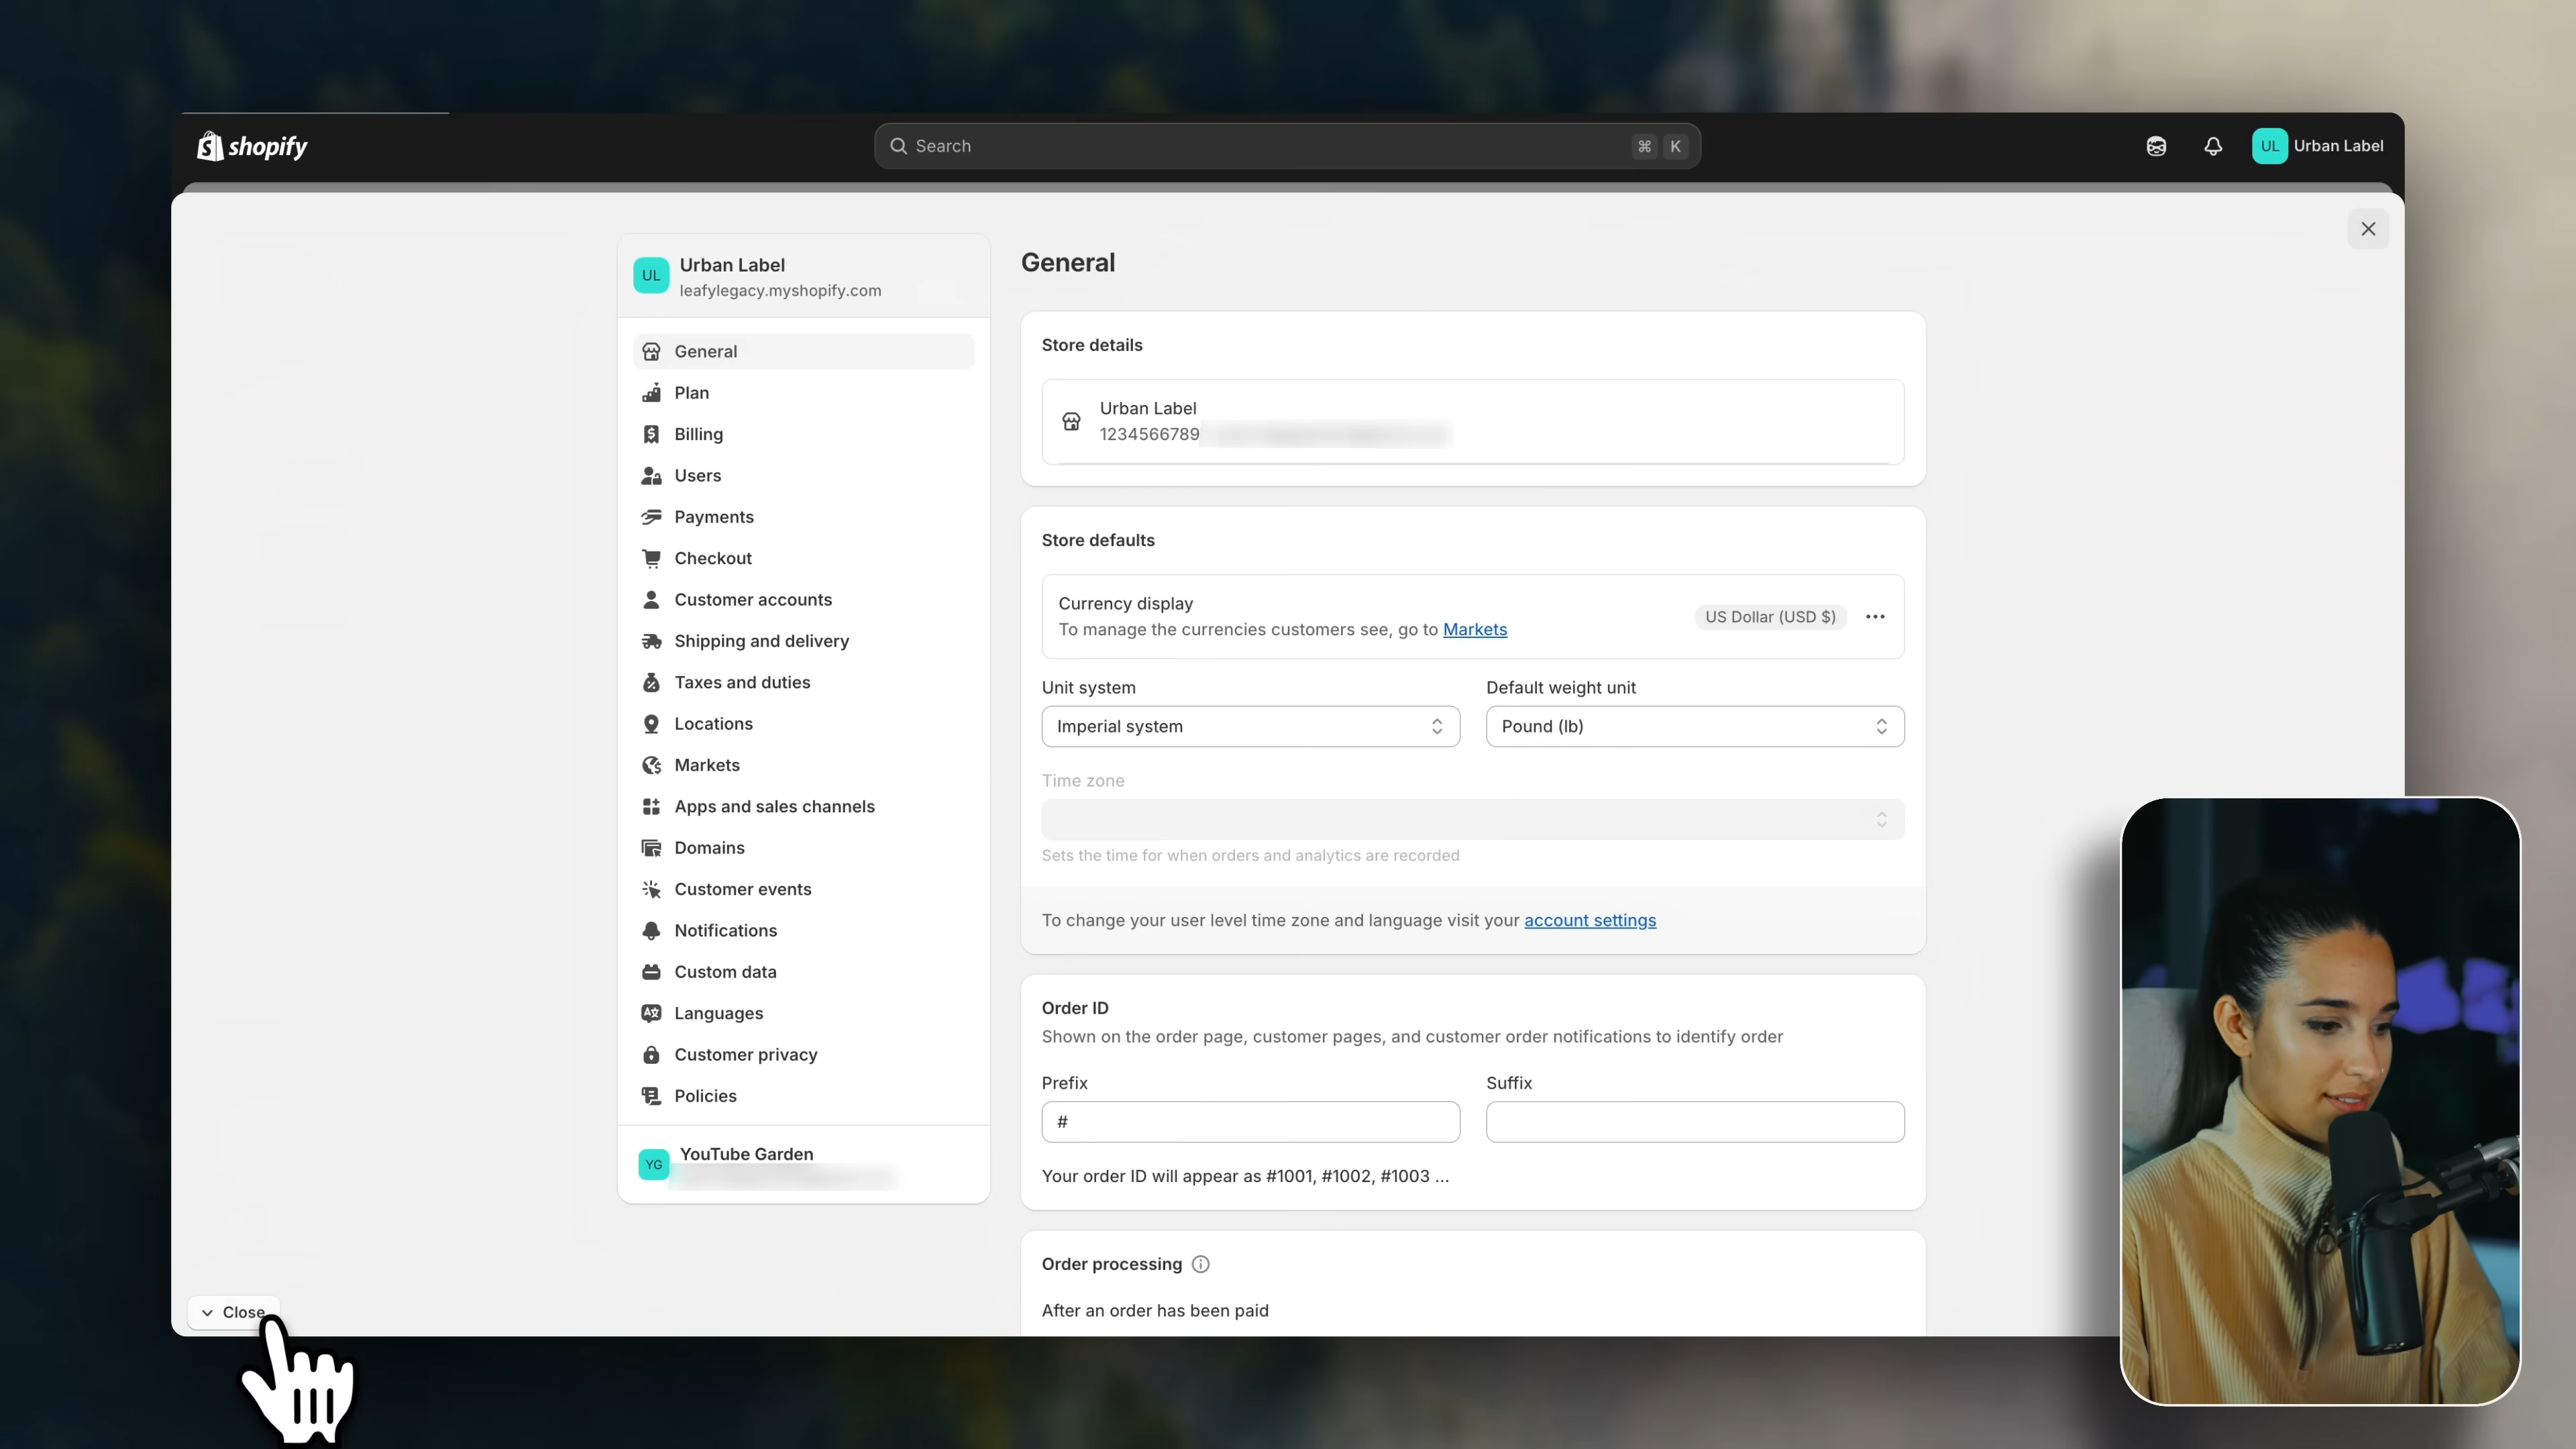 shopify
Search
⌘ K
UL Urban Label
UL
Urban Label
leafylegacy.myshopify.com
General
Plan
Billing
Users
Payments
Checkout
Customer accounts
Shipping and delivery
Taxes and duties
Locations
Markets
Apps and sales channels
Domains
Customer events
Notifications
Custom data
Languages
Customer privacy
Policies
YG
YouTube Garden
Close
General
Store details
Urban Label
1234566789
Store defaults
Currency display
To manage the currencies customers see, go to Markets
US Dollar (USD $)
Unit system
Imperial system
Default weight unit
Pound (lb)
Time zone
Sets the time for when orders and analytics are recorded
To change your user level time zone and language visit your account settings
Order ID
Shown on the order page, customer pages, and customer order notifications to identify order
Prefix
#
Suffix
Your order ID will appear as #1001, #1002, #1003 ...
Order processing
After an order has been paid